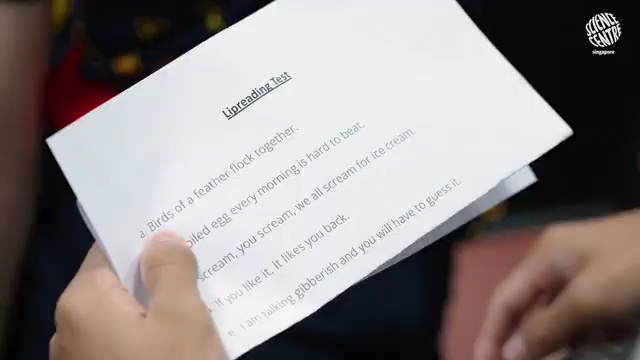 SCIENCE
CENTRE
singapore
Lipreading Test
a. Birds of a feather flock together.
oiled egg every morning is hard to beat.
scream, you scream, we all scream for ice cream.
If you like it, it likes you back.
e. I am talking gibberish and you will have to guess it.